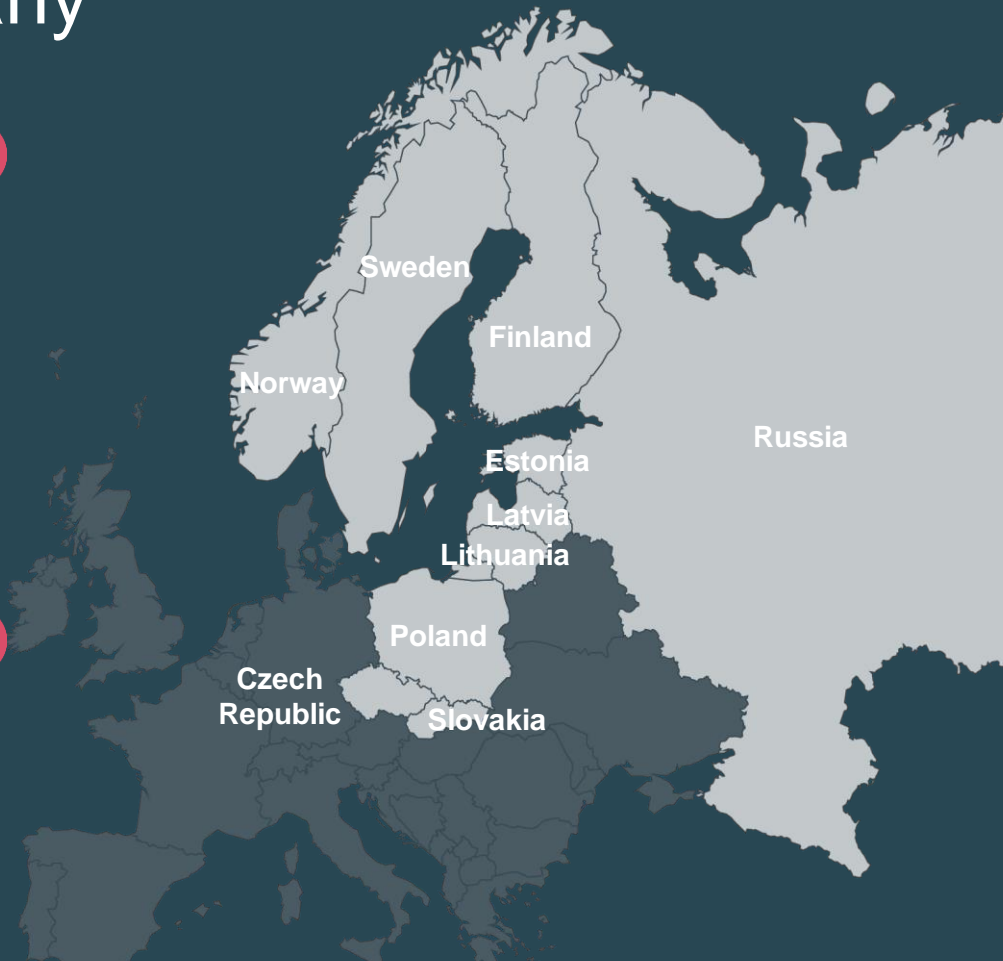 Sweden
Finland
Norway
Russia
Estonia
Latvia
Lithuania
Poland
Czech
Republic
Slovakia